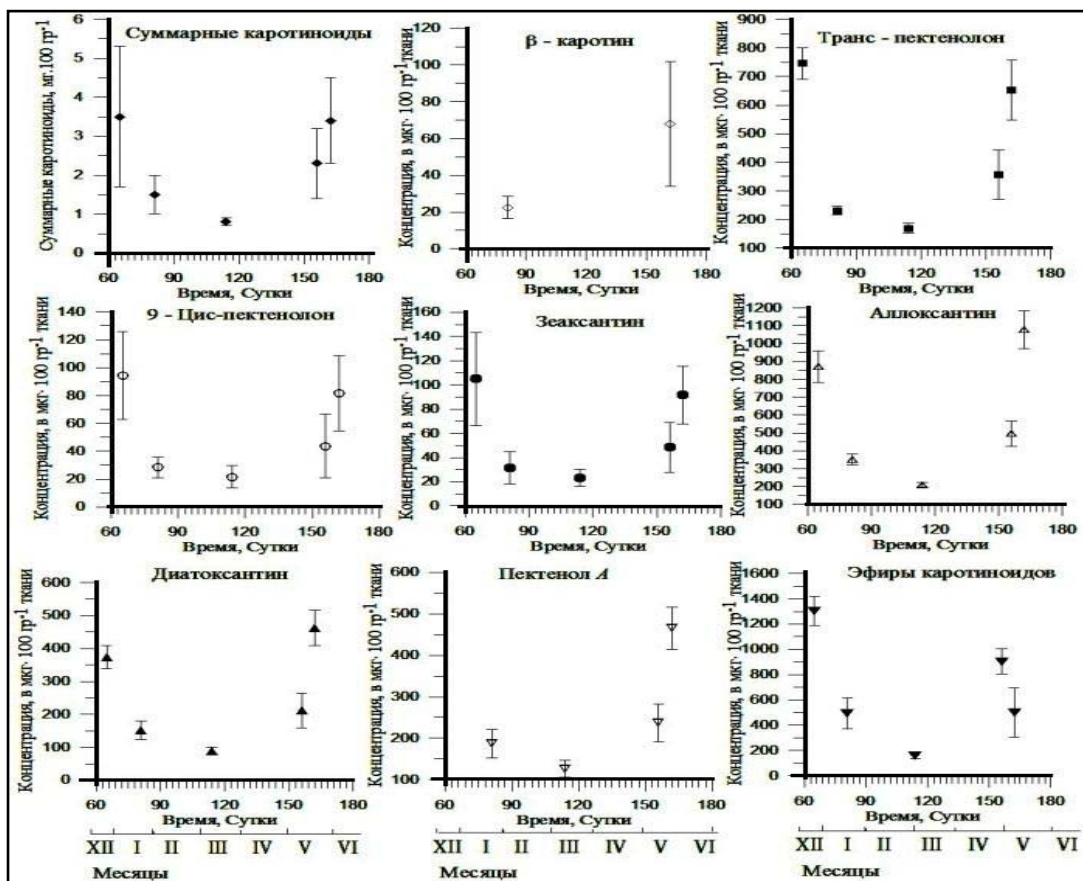 Суммарные каротиноиды
Суммарные каротиноиды, мг.100 гр-1
6
5
4
3
2
1
0
60 90 120 150 180
Время, Сутки
β - каротин
Концентрация, в мкг· 100 гр-1 ткани
120
100
80
60
40
20
0
60 90 120 150 180
Время, Сутки
Транс - пектенолон
Концентрация, в мкг· 100 гр-1 ткани
900
800
700
600
500
400
300
200
100
60 90 120 150 180
Время, Сутки
9 - Цис-пектенолон
Концентрация, в мкг· 100 гр-1 ткани
140
120
100
80
60
40
20
0
60 90 120 150 180
Время, Сутки
Зеаксантин
Концентрация, в мкг· 100 гр-1 ткани
160
140
120
100
80
60
40
20
0
60 90 120 150 180
Время, Сутки
Аллоксантин
Концентрация, в мкг· 100 гр-1 ткани
1200
1100
1000
900
800
700
600
500
400
300
200
100
60 90 120 150 180
Время, Сутки
Диатоксантин
Концентрация, в мкг· 100 гр-1 ткани
600
500
400
300
200
100
0
60 90 120 150 180
Время, Сутки
XII I II III IV V VI
Месяцы
Пектенол A
Концентрация, в мкг· 100 гр-1 ткани
600
500
400
300
200
100
60 90 120 150 180
Время, Сутки
XII I II III IV V VI
Месяцы
Эфиры каротиноидов
Концентрация, в мкг· 100 гр-1 ткани
1600
1400
1200
1000
800
600
400
200
0
60 90 120 150 180
Время, Сутки
XII I II III IV V VI
Месяцы